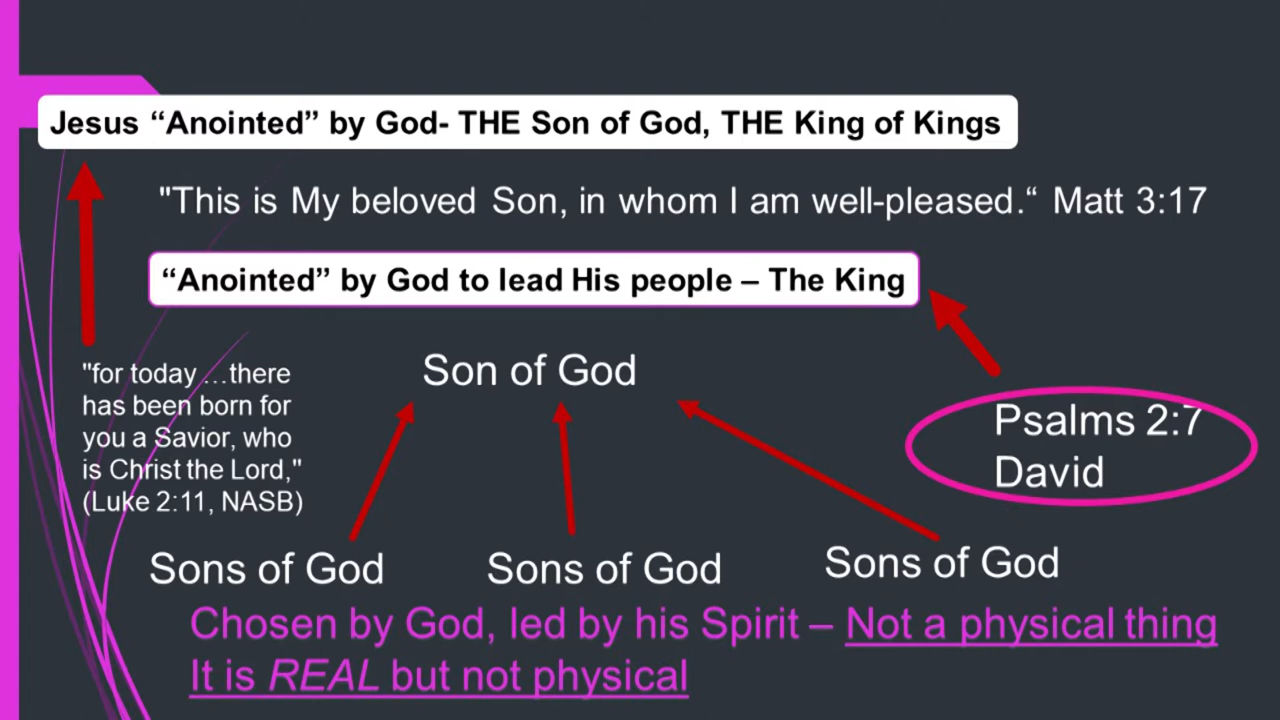 Jesus “Anointed” by God- THE Son of God, THE King of Kings
"This is My beloved Son, in whom I am well-pleased.“ Matt 3:17
“Anointed” by God to lead His people – The King
"for today …there
has been born for
you a Savior, who
is Christ the Lord,"
(Luke 2:11, NASB)
Son of God
Psalms 2:7
David
Sons of God
Sons of God
Sons of God
Chosen by God, led by his Spirit – Not a physical thing
It is REAL but not physical